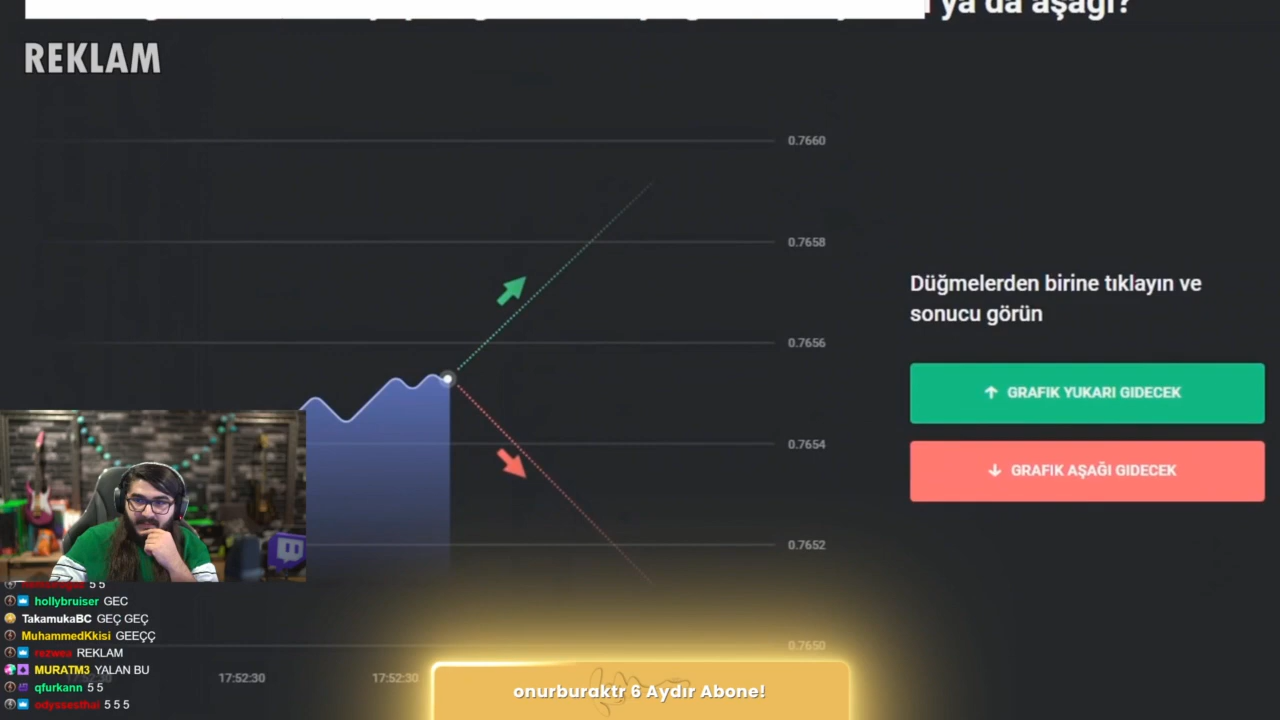 ya da aşağı?
REKLAM
0.7660
0.7658
0.7656
0.7654
0.7652
0.7650
Düğmelerden birine tıklayın ve
sonucu görün
↑ GRAFIK YUKARI GIDECEK
↓ GRAFIK AŞAĞI GIDECEK
17:52:30
17:52:30
5 5
hollybruiser GEC
TakamukaBC GEÇ GEÇ
MuhammedKkisi GEEÇÇ
rezwea REKLAM
MURATM3 YALAN BU
qfurkann 5 5
odyssesthai 5 5 5
onurburaktr 6 Aydır Abone!